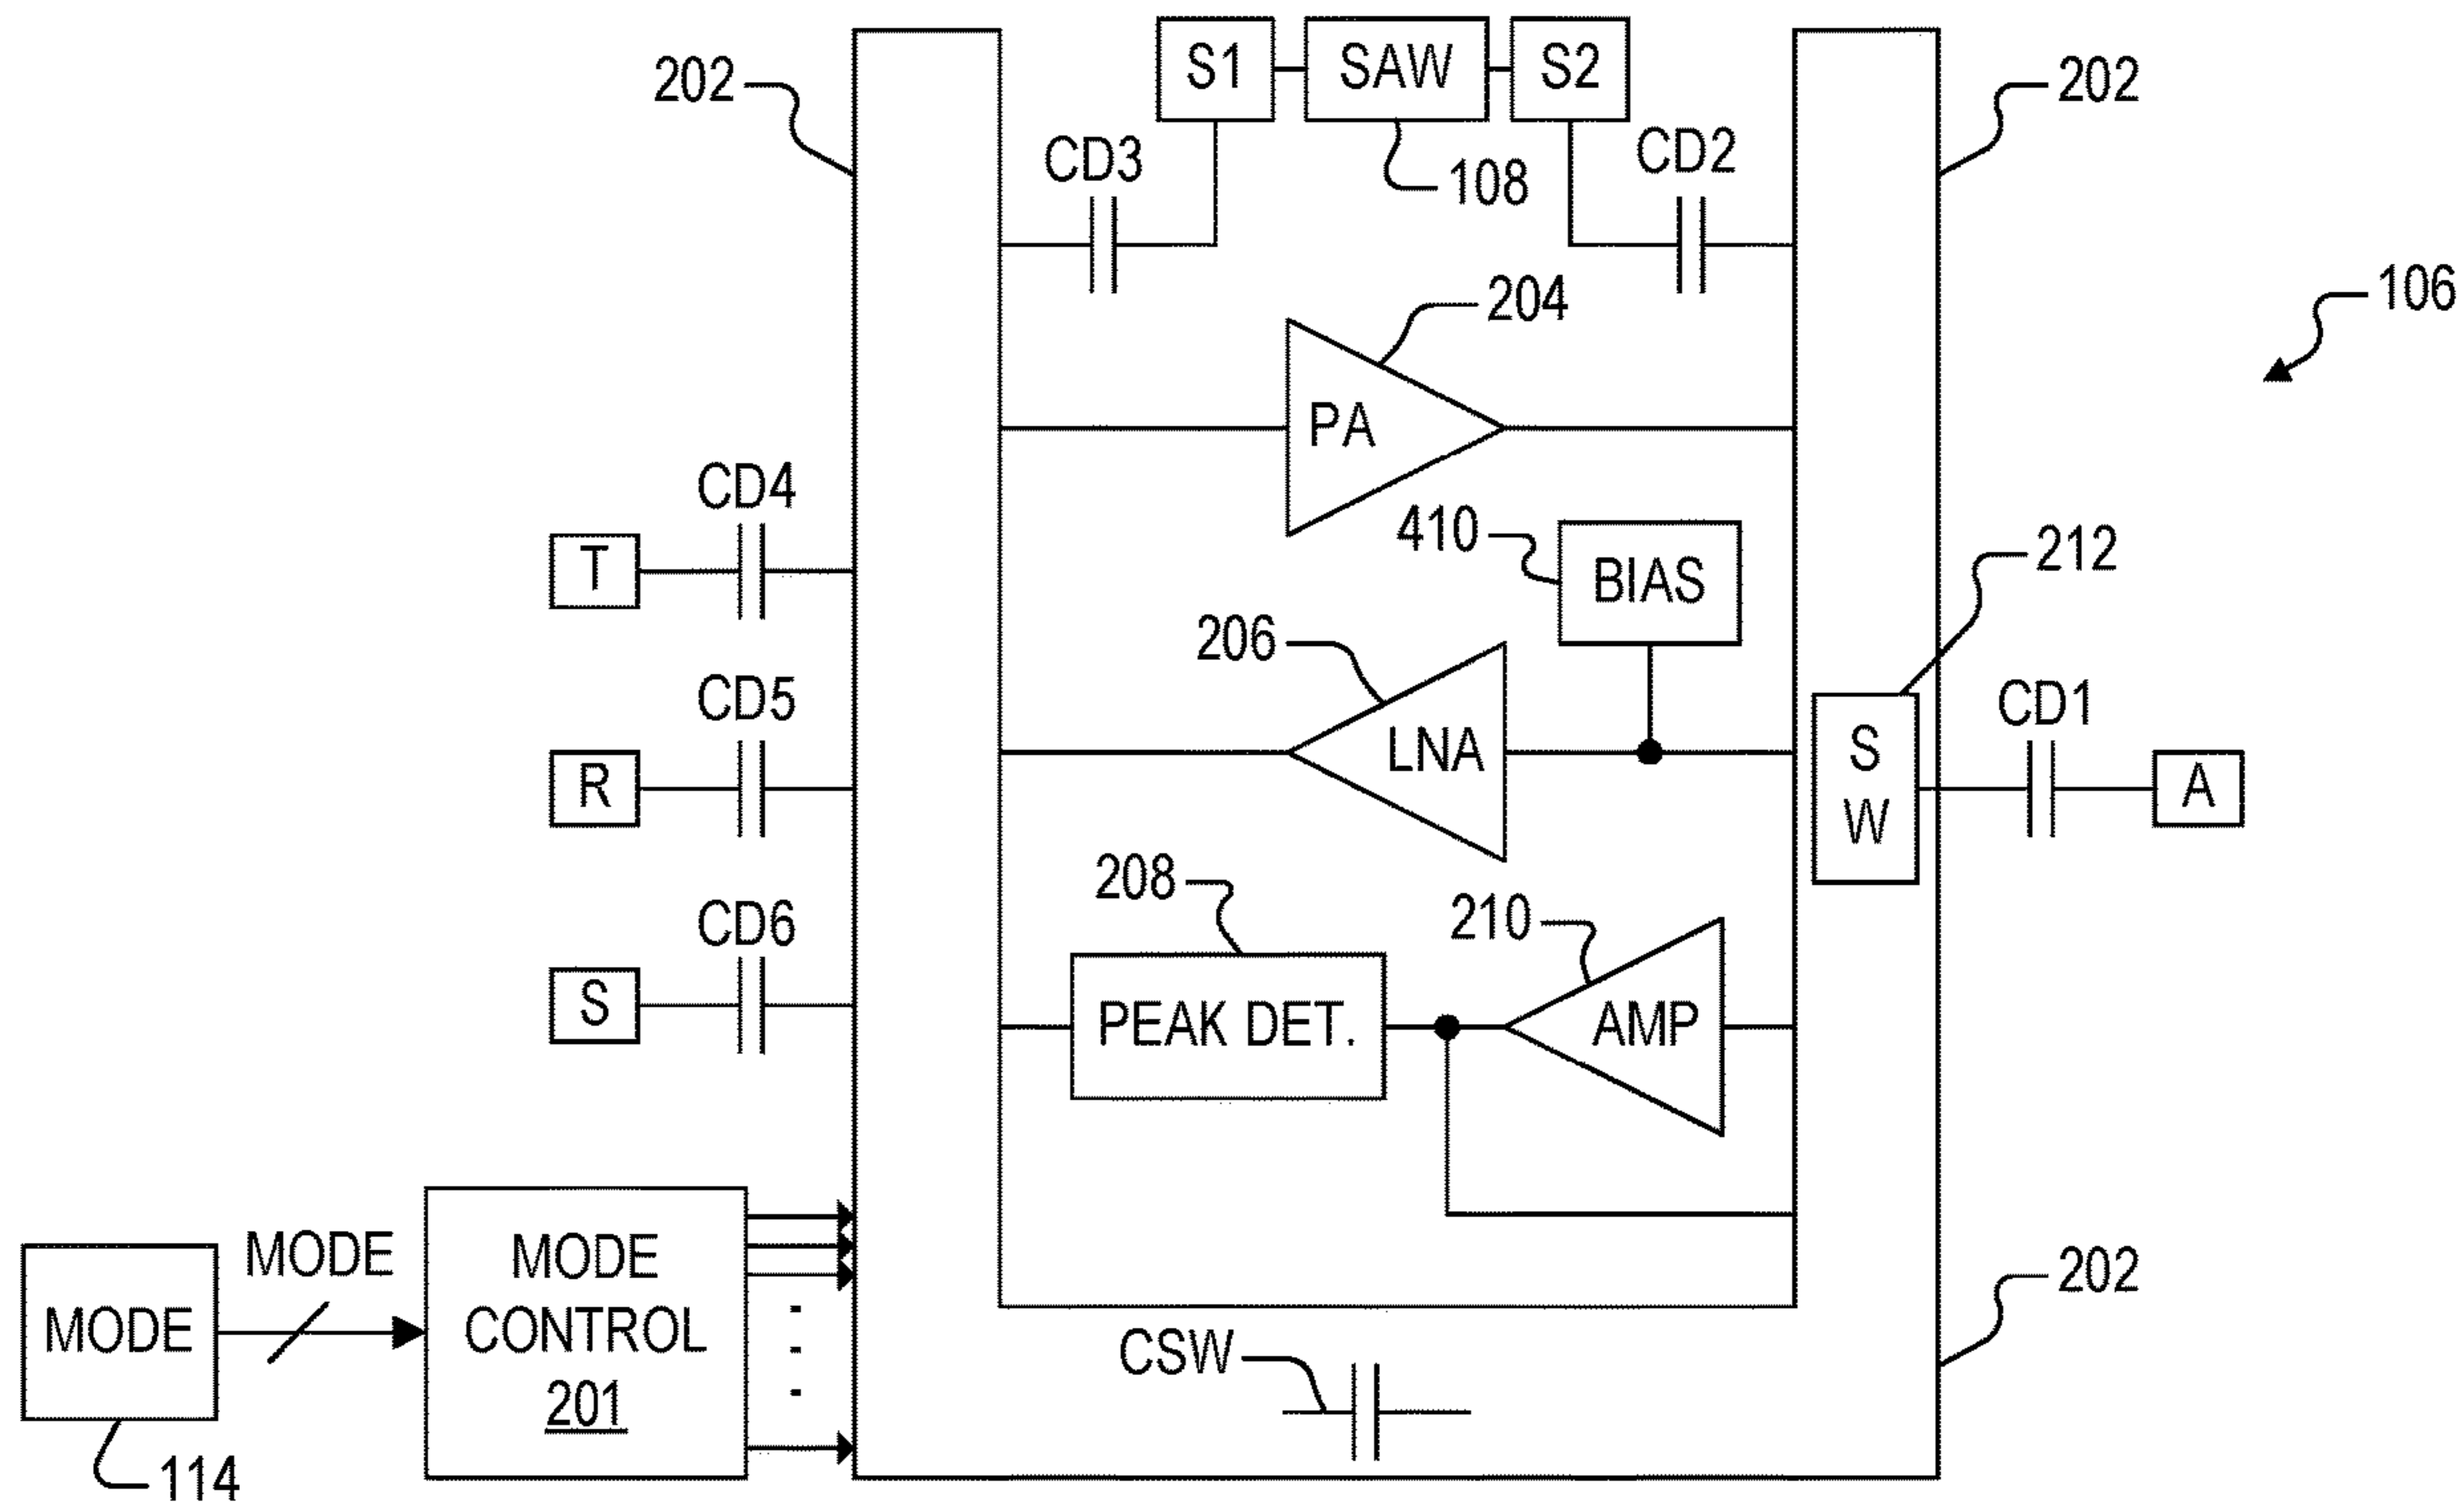 S1
SAW
S2
202
202
CD3
CD2
108
204
106
PA
CD4
410
212
T
BIAS
206
CD5
CD1
LNA
S
W
R
A
208
210
CD6
S
PEAK DET.
AMP
MODE
MODE
CONTROL
201
MODE
202
CSW
114